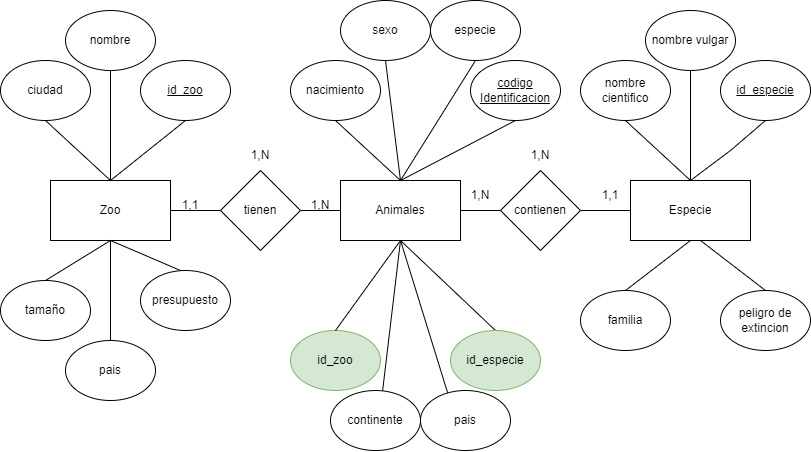 sexo
especie
nombre
nombre vulgar
ciudad
id_zoo
nacimiento
codigo
Identificacion
nombre
cientifico
id_especie
1,N
1,N
Zoo
1,1
tienen
1,N
Animales
1,N
contienen
1,1
Especie
tamaño
presupuesto
familia
peligro de
extincion
pais
id_zoo
id_especie
continente
pais